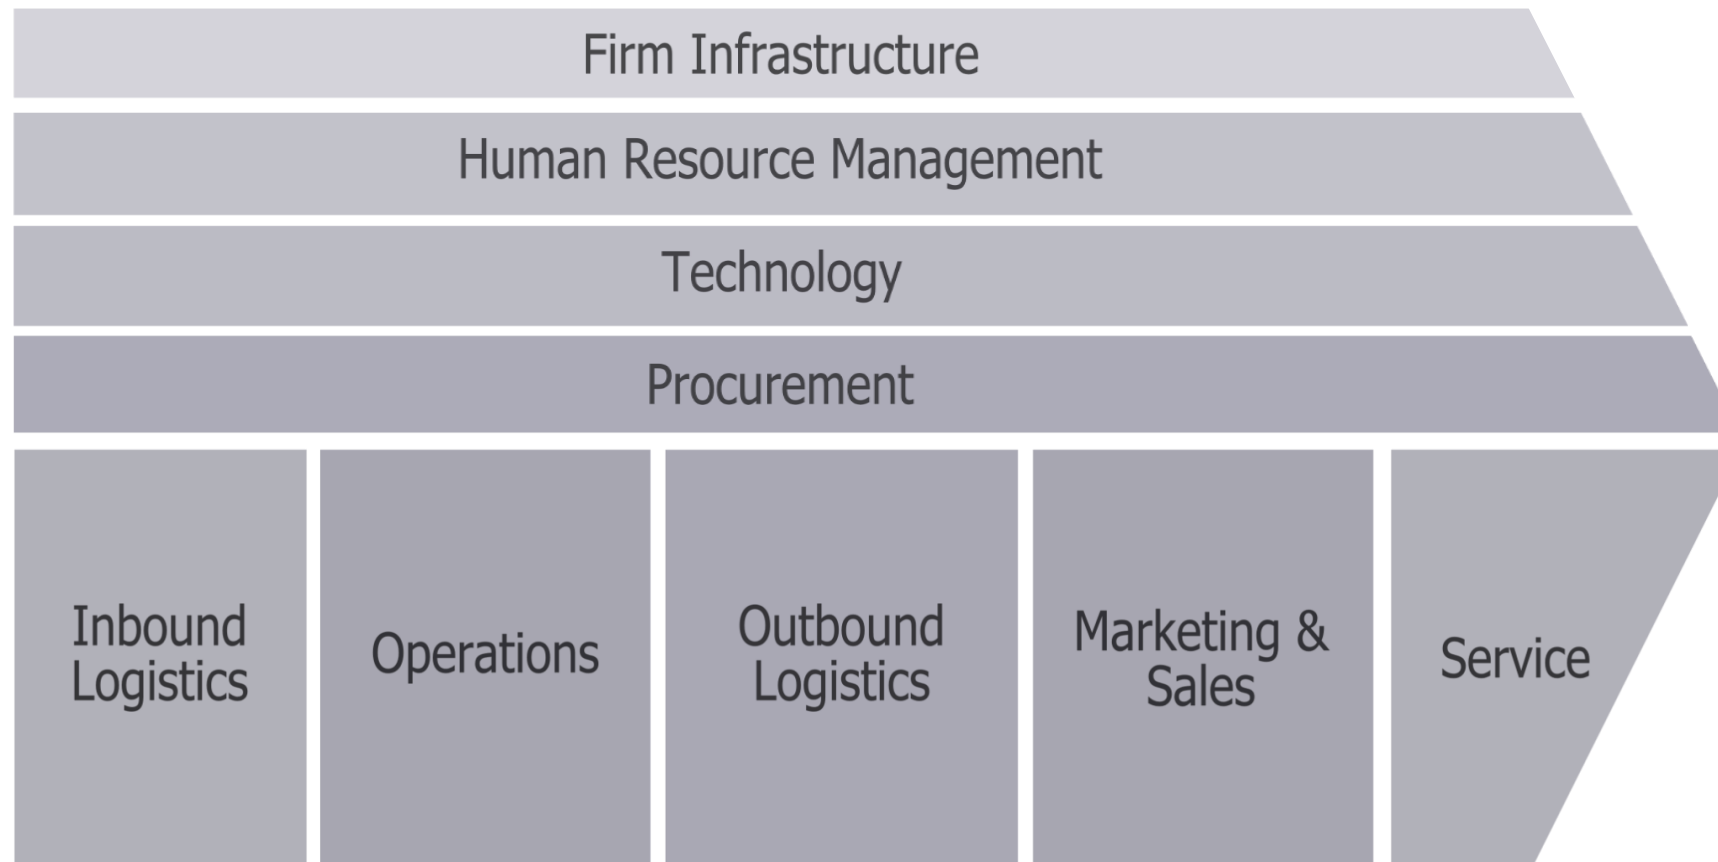 Firm Infrastructure
Human Resource Management
Technology
Procurement
Inbound
Logistics
Operations
Outbound
Logistics
Marketing &
Sales
Service